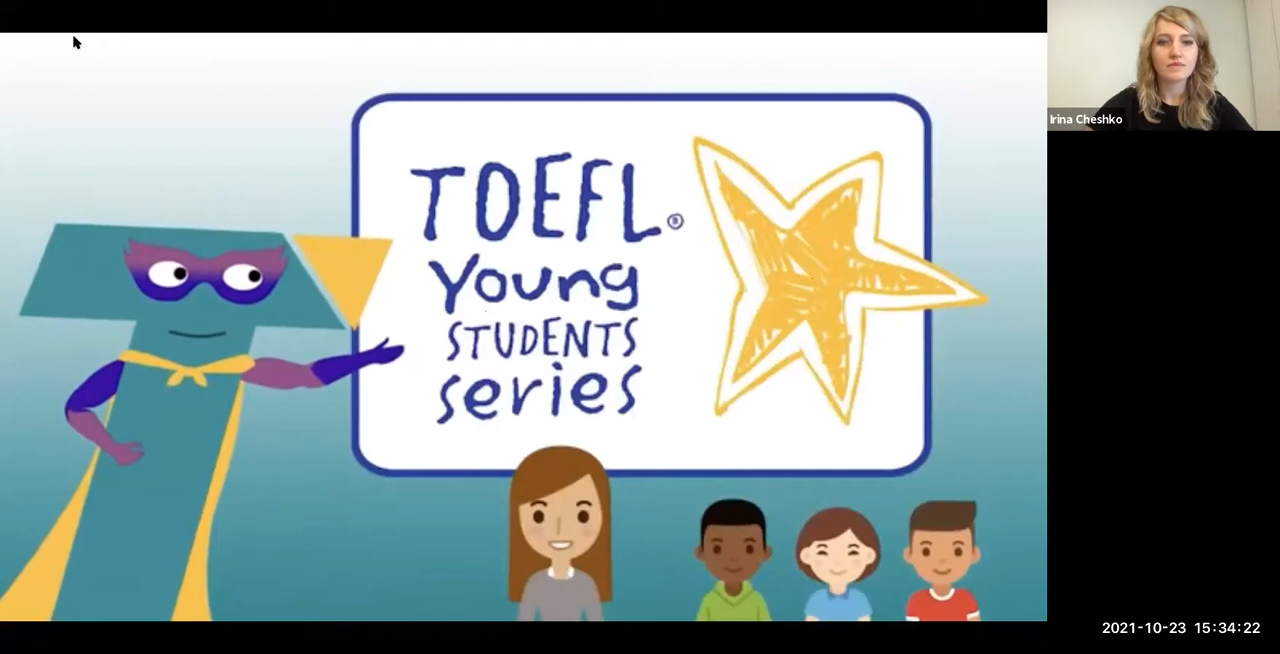 TOEFL®
Young
STUDENTS
series
Irina Cheshko
2021-10-23 15:34:22